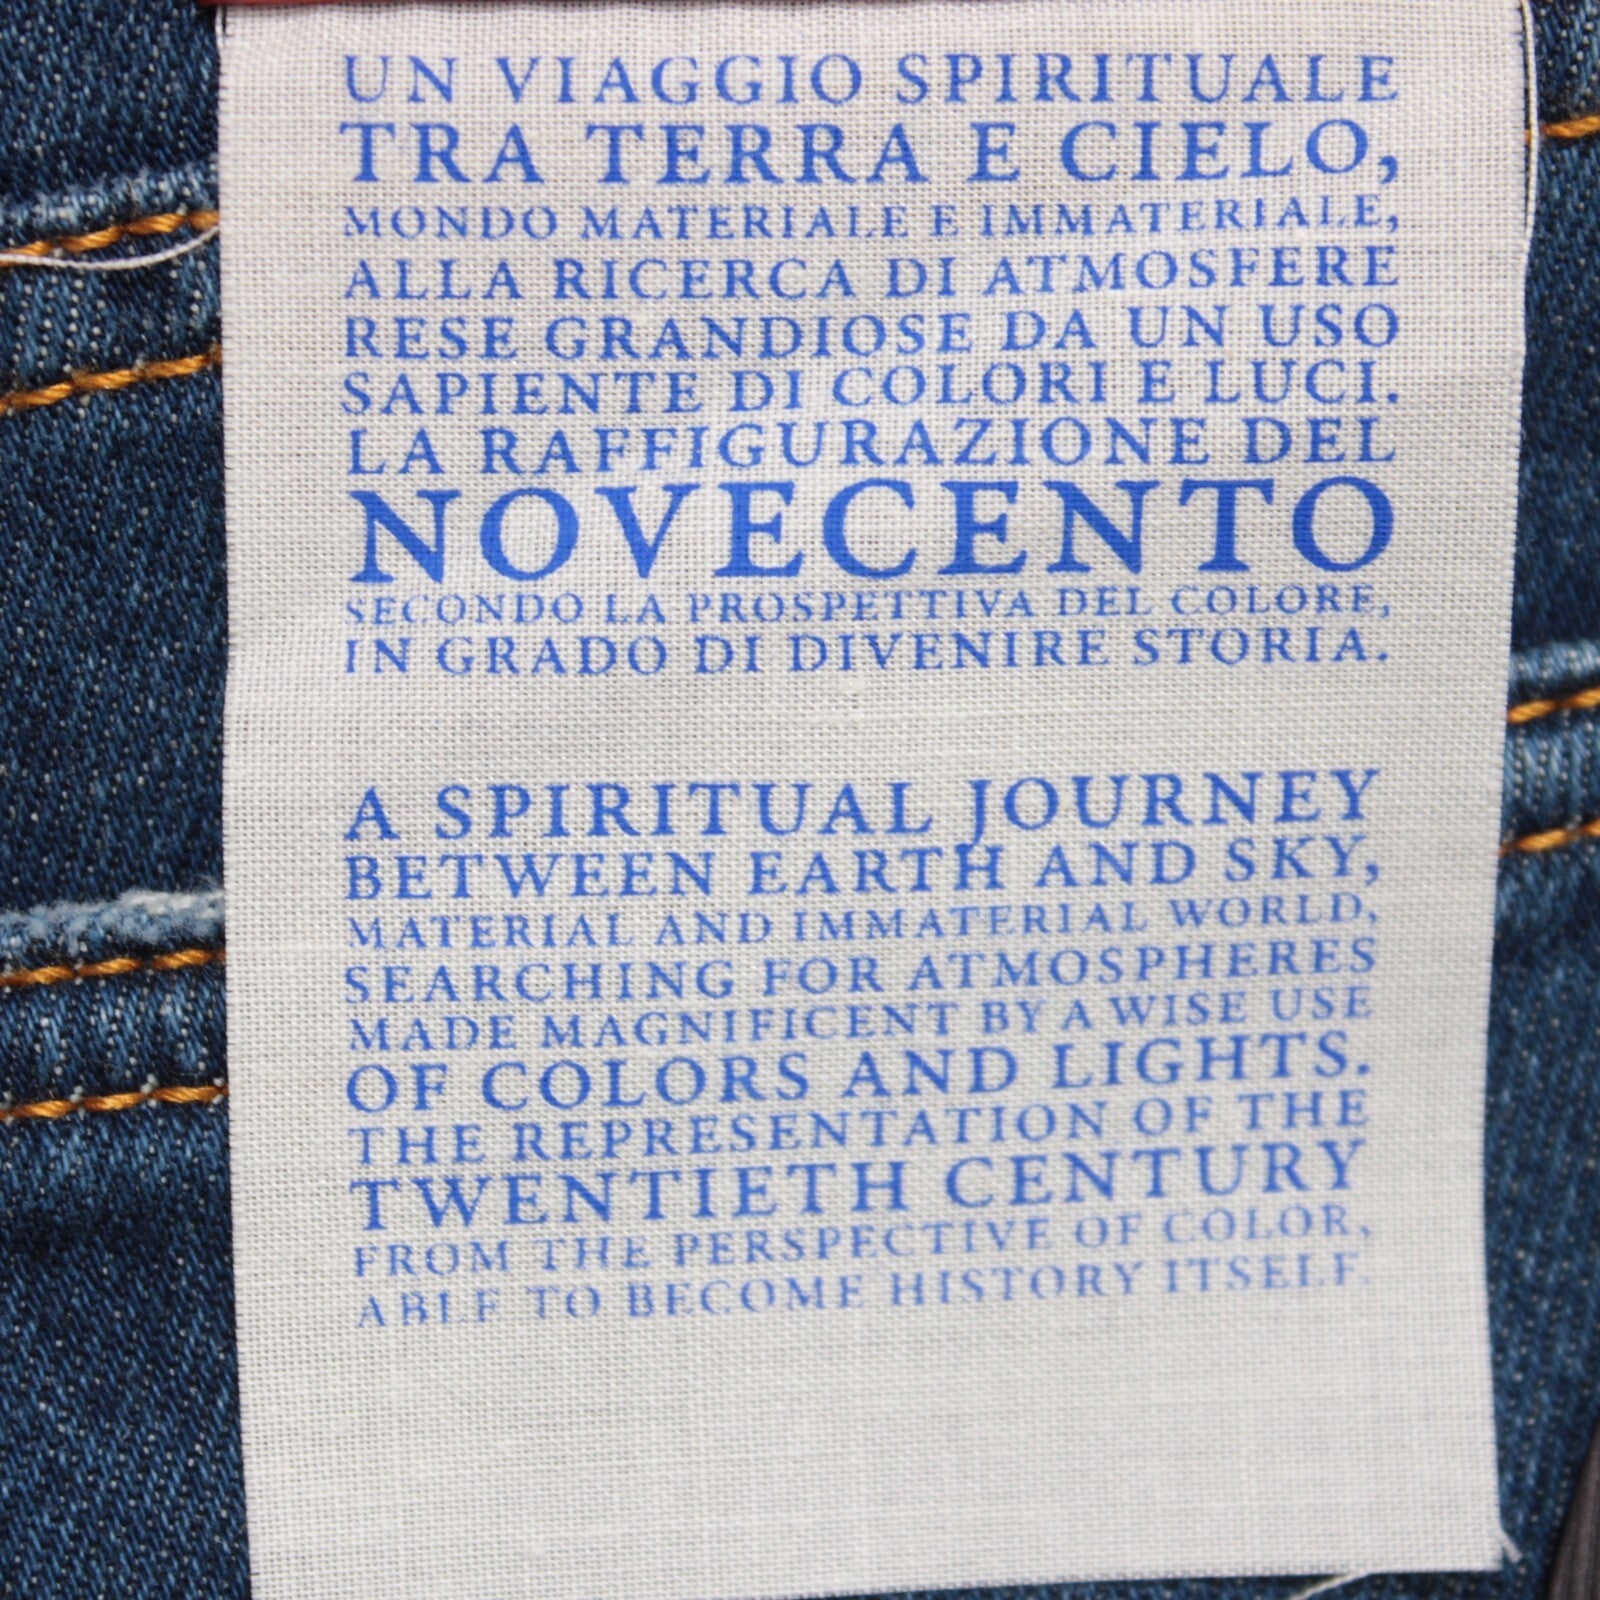 UN VIAGGIO SPIRITUALE
TRA TERRA E CIELO,
MONDO MATERIALE E IMMATERIALE,
ALLA RICERCA DI ATMOSFERE
RESE GRANDIOSE DA UN USO
SAPIENTE DI COLORI E LUCI.
LA RAFFIGURAZIONE DEL
NOVECENTO
SECONDO LA PROSPETTIVA DEL COLORE,
IN GRADO DI DIVENIRE STORIA.
A SPIRITUAL JOURNEY
BETWEEN EARTH AND SKY,
MATERIAL AND IMMATERIAL WORLD,
SEARCHING FOR ATMOSPHERES
MADE MAGNIFICENT BY A WISE USE
OF COLORS AND LIGHTS.
THE REPRESENTATION OF THE
TWENTIETH CENTURY
FROM THE PERSPECTIVE OF COLOR,
ABLE TO BECOME HISTORY ITSELF.